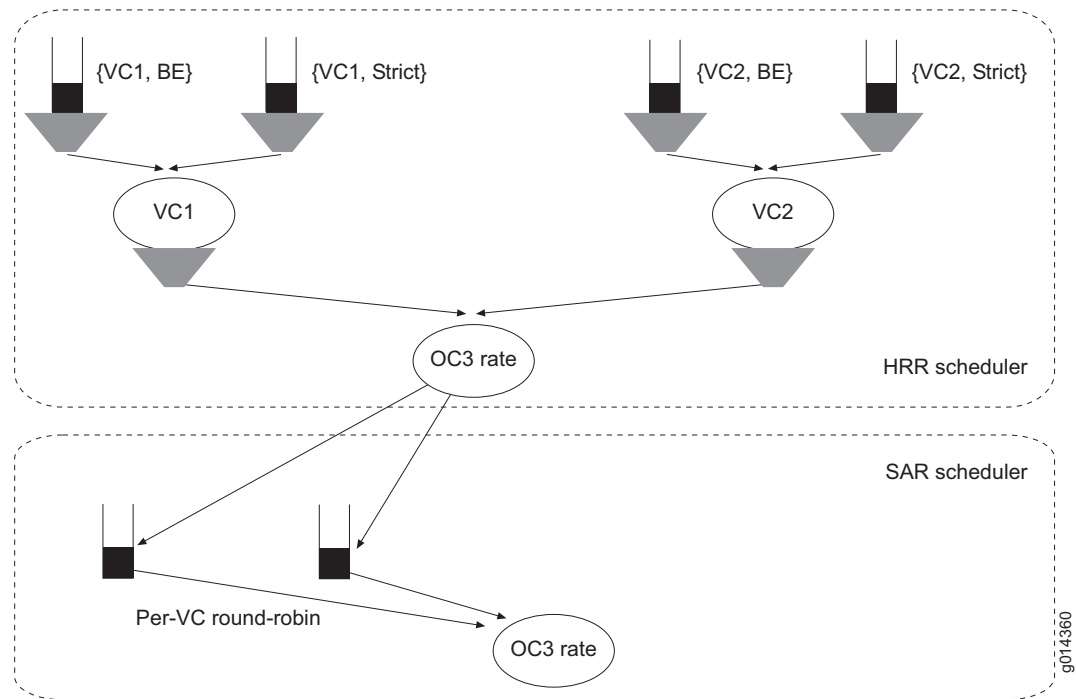 {VC1, BE}
{VC1, Strict}
{VC2, BE}
{VC2, Strict}
VC1
VC2
OC3 rate
HRR scheduler
SAR scheduler
Per-VC round-robin
OC3 rate
g014360